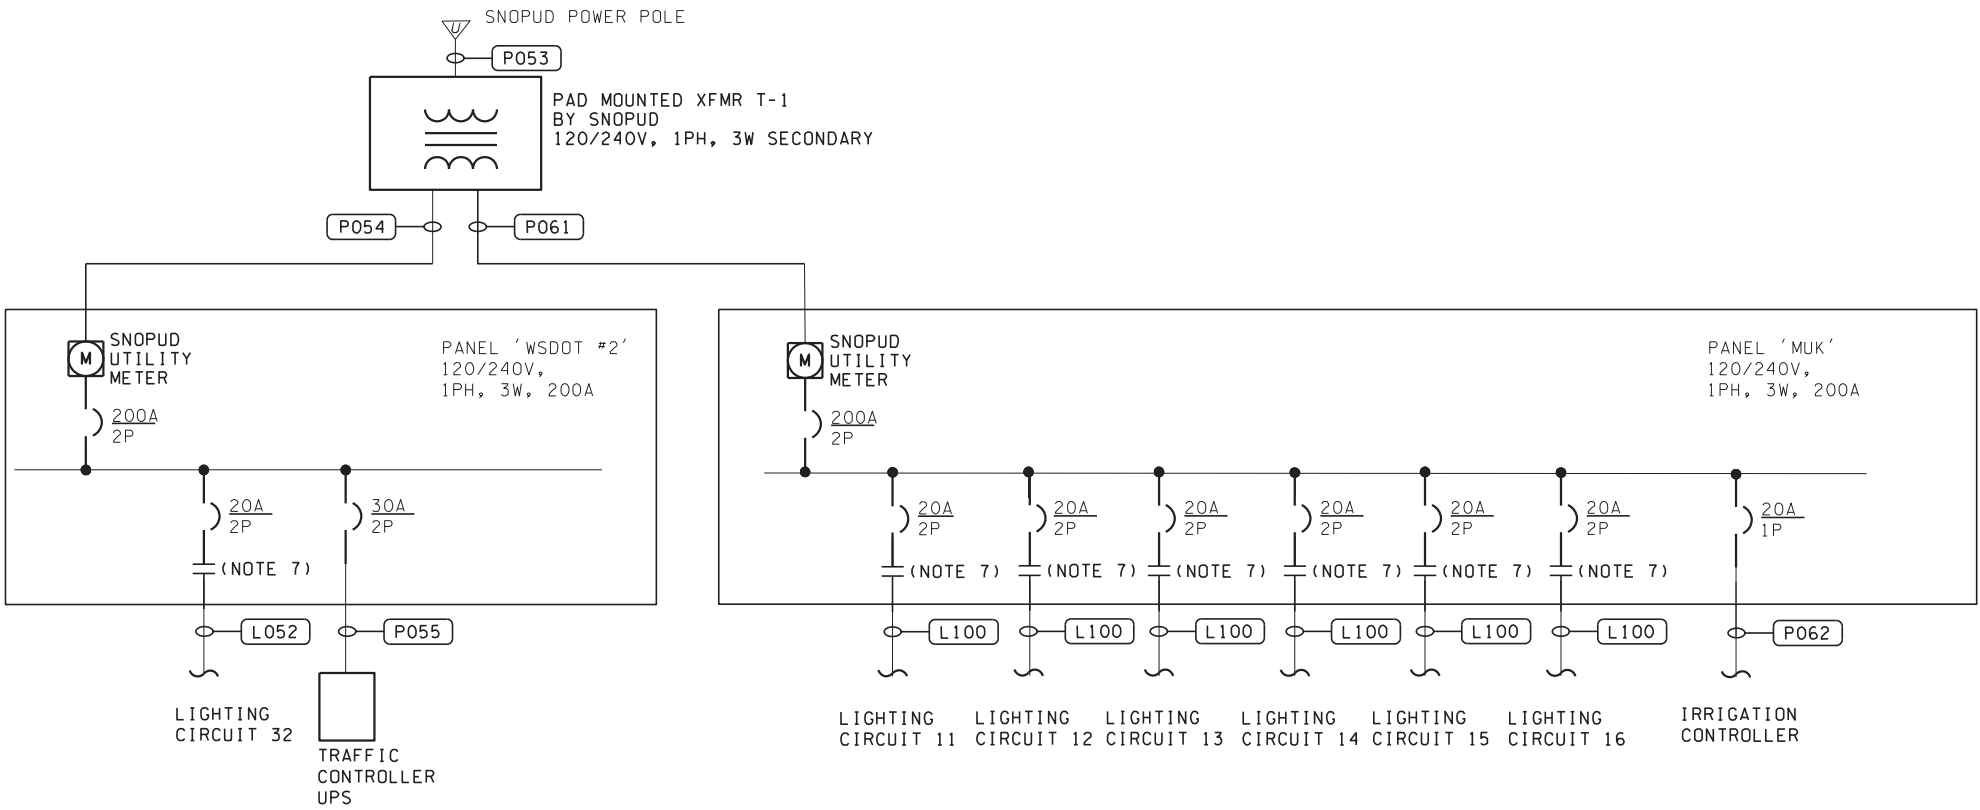 U
SNOPUD POWER POLE
P053
PAD MOUNTED XFMR T-1
BY SNOPUD
120/240V, 1PH, 3W SECONDARY
P054
P061
M
SNOPUD
UTILITY
METER
PANEL 'WSDOT #2'
120/240V,
1PH, 3W, 200A
200A
2P
20A
2P
30A
2P
(NOTE 7)
L052
P055
LIGHTING
CIRCUIT 32
TRAFFIC
CONTROLLER
UPS
M
SNOPUD
UTILITY
METER
PANEL 'MUK'
120/240V,
1PH, 3W, 200A
200A
2P
20A
2P
20A
2P
20A
2P
20A
2P
20A
2P
20A
2P
20A
1P
(NOTE 7)
(NOTE 7)
(NOTE 7)
(NOTE 7)
(NOTE 7)
(NOTE 7)
L100
L100
L100
L100
L100
L100
P062
LIGHTING
CIRCUIT 11
LIGHTING
CIRCUIT 12
LIGHTING
CIRCUIT 13
LIGHTING
CIRCUIT 14
LIGHTING
CIRCUIT 15
LIGHTING
CIRCUIT 16
IRRIGATION
CONTROLLER